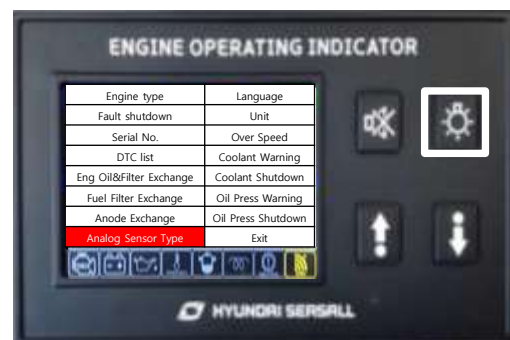 ENGINE OPERATING INDICATOR
Engine type Language
Fault shutdown Unit
Serial No. Over Speed
DTC list Coolant Warning
Eng Oil&Filter Exchange Coolant Shutdown
Fuel Filter Exchange Oil Press Warning
Anode Exchange Oil Press Shutdown
Analog Sensor Type Exit
HYUNDAI SEASALL